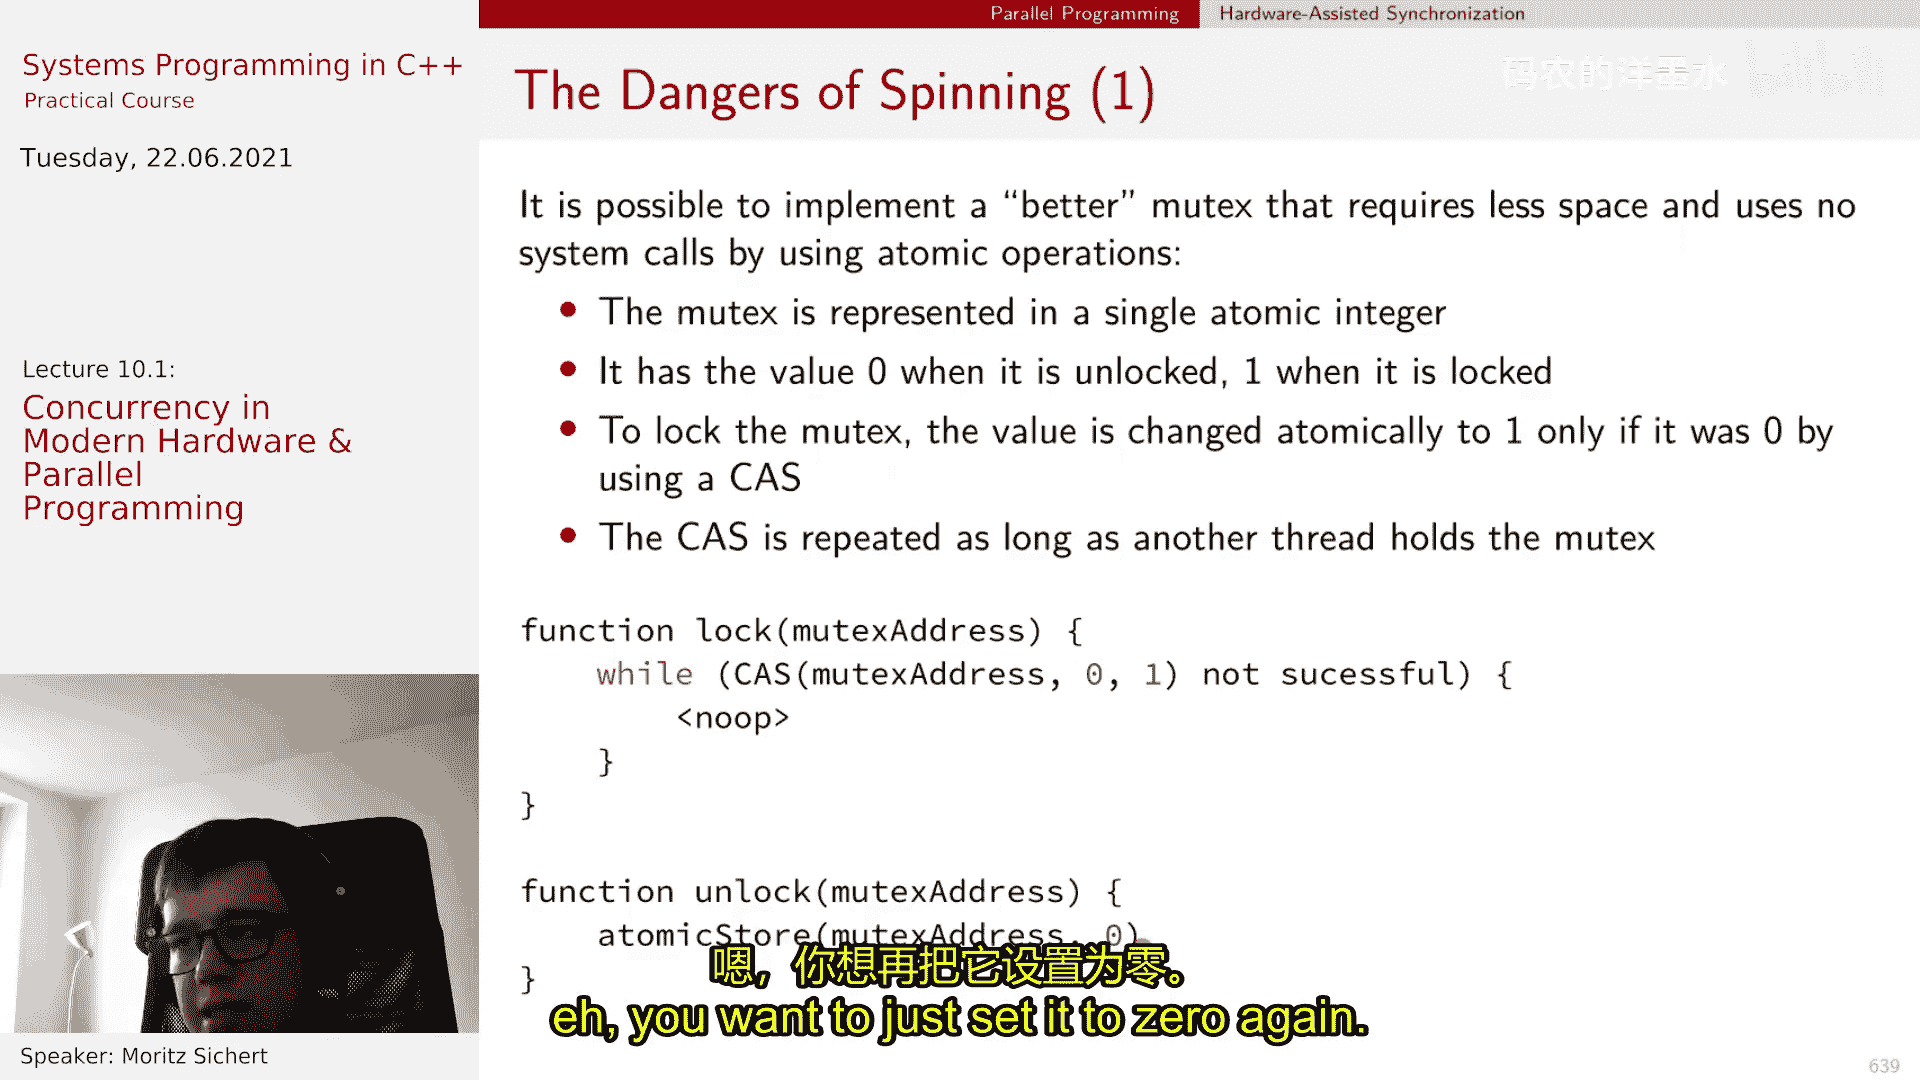 Parallel Programming
Hardware-Assisted Synchronization
Systems Programming in C++
Practical Course
Tuesday, 22.06.2021
Lecture 10.1:
Concurrency in
Modern Hardware &
Parallel
Programming
The Dangers of Spinning (1)
码农的洋墨水
It is possible to implement a “better” mutex that requires less space and uses no
system calls by using atomic operations:
• The mutex is represented in a single atomic integer
• It has the value 0 when it is unlocked, 1 when it is locked
• To lock the mutex, the value is changed atomically to 1 only if it was 0 by
using a CAS
• The CAS is repeated as long as another thread holds the mutex
function lock(mutexAddress) {
while (CAS(mutexAddress, 0, 1) not sucessful) {
<noop>
}
}
function unlock(mutexAddress) {
atomicStore(mutexAddress, 0)
}
嗯，你想再把它设置为零。
eh, you want to just set it to zero again.
Speaker: Moritz Sichert
639